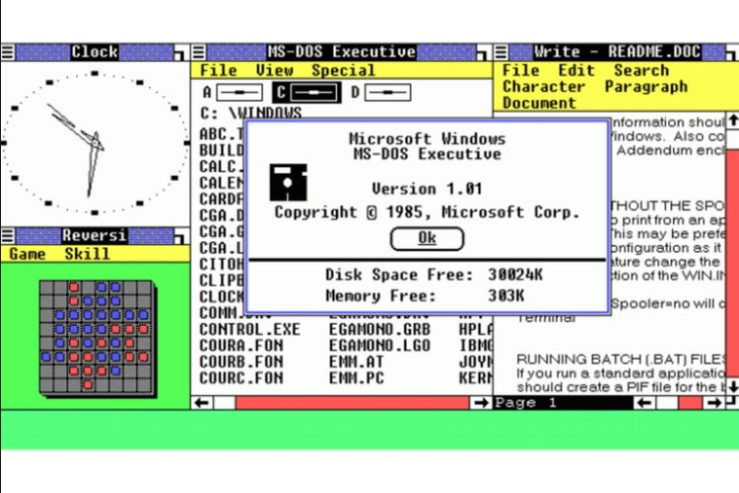 Clock
Reversi
Game Skill
MS-DOS Executive
File View Special
A C D
C: \WINDOWS
ABC.T
BUILD
CALC.
CALEN
CARDF
CGA.D
CGA.G
CGA.L
CITOH
CLIPB
CLOCK
CONTROL.EXE EGAMONO.GRB HPLA
COURA.FON EGAMONO.LGO IBMG
COURB.FON EMM.AT JOYM
COURC.FON EMM.PC KERN
Microsoft Windows
MS-DOS Executive
Version 1.01
Copyright © 1985, Microsoft Corp.
Ok
Disk Space Free: 30024K
Memory Free: 303K
Write - README.DOC
File Edit Search
Character Paragraph
Document
nformation shoul
Windows. Also co
Addendum encl
THOUT THE SPO
print from an ap
This may be prefe
onfiguration as it
ature change the
tion of the WIN.IN
Spooler=no will c
Terminal
RUNNING BATCH (.BAT) FILES
If you run a standard applicatio
should create a PIF file for the b
Page 1